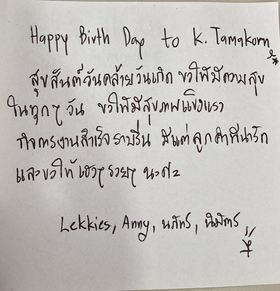 Happy Birth Day to K. Tamakorn
สุขสันต์วันคล้ายวันเกิด ขอให้มีความสุข
ในทุกๆ วัน ขอให้มีสุขภาพแข็งแรง
กิจการงานสำเร็จราบรื่น มีแต่ลูกค้าที่น่ารัก
และขอให้เฮงๆ รวยๆ นะคะ
Lekkies, Anny, นภัทร์, นิมิตร